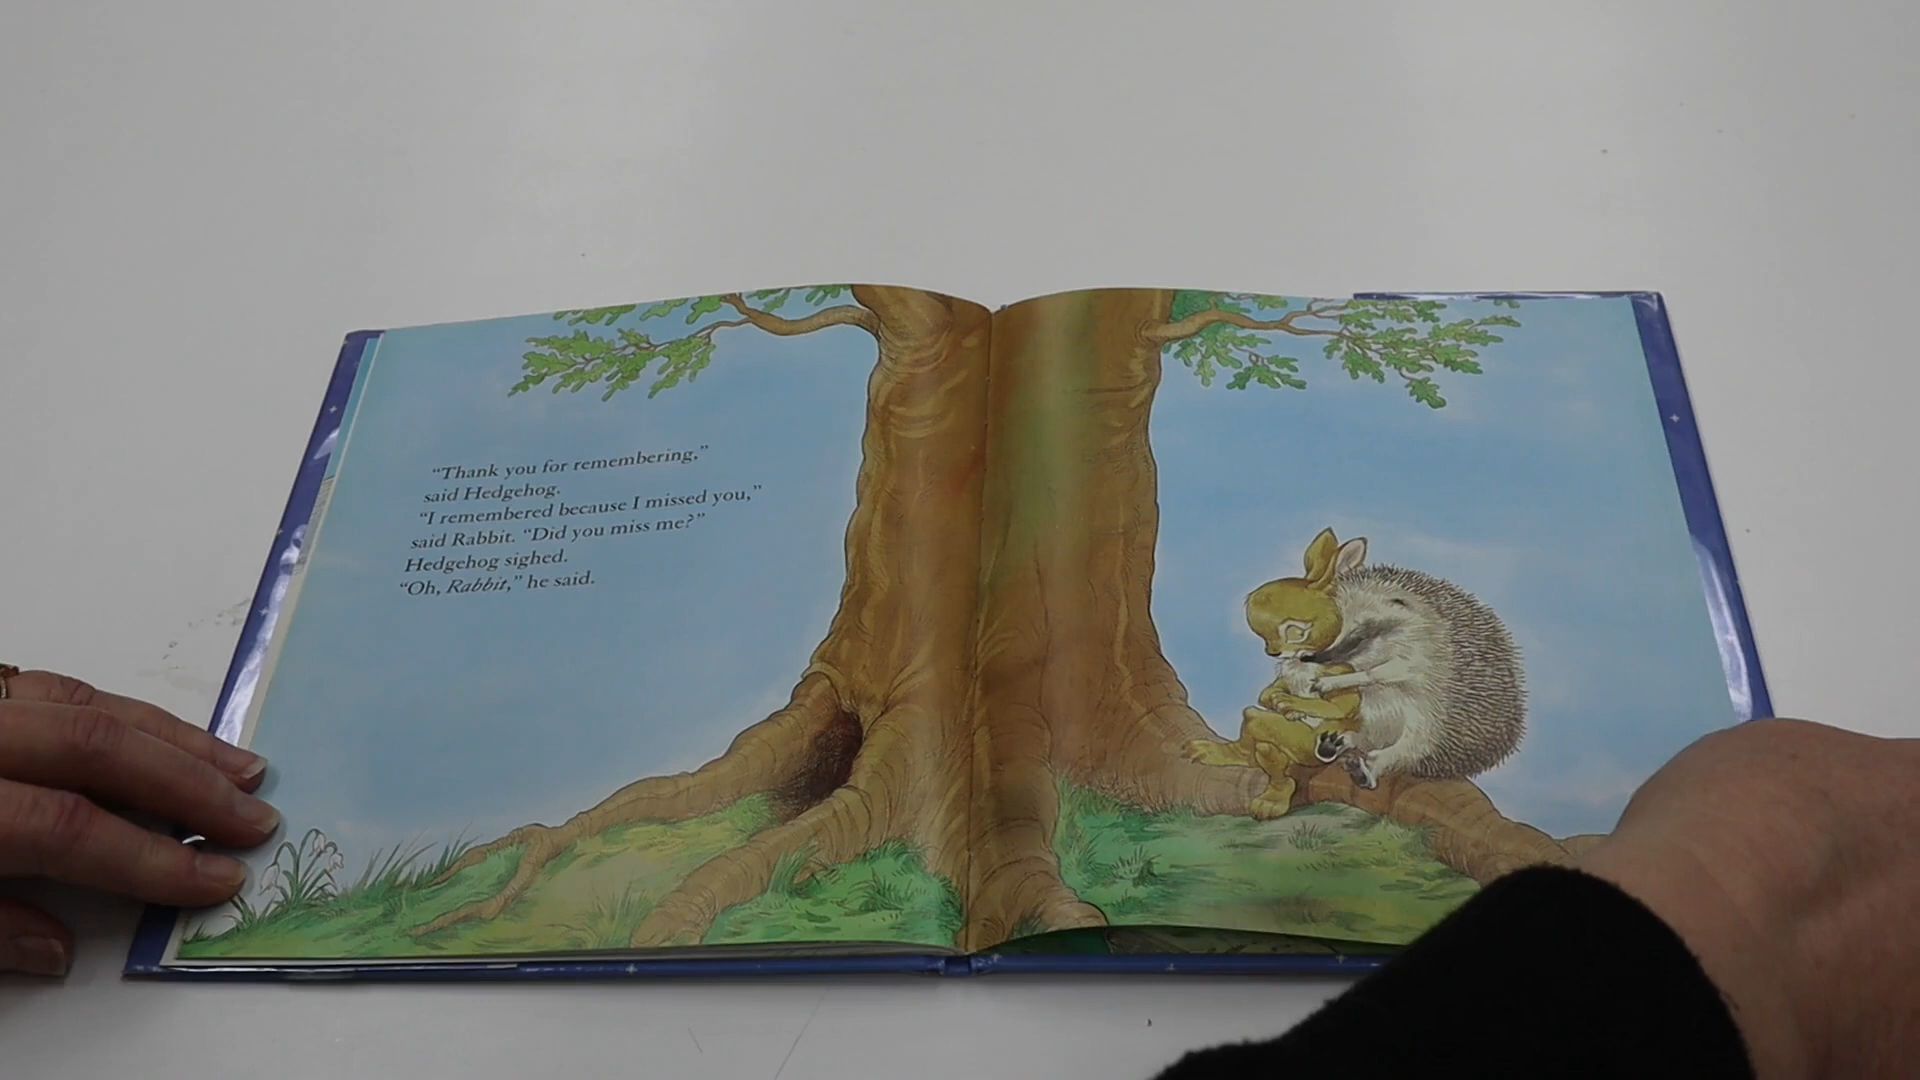 “Thank you for remembering,”
said Hedgehog.
“I remembered because I missed you,”
said Rabbit. “Did you miss me?”
Hedgehog sighed.
“Oh, Rabbit,” he said.